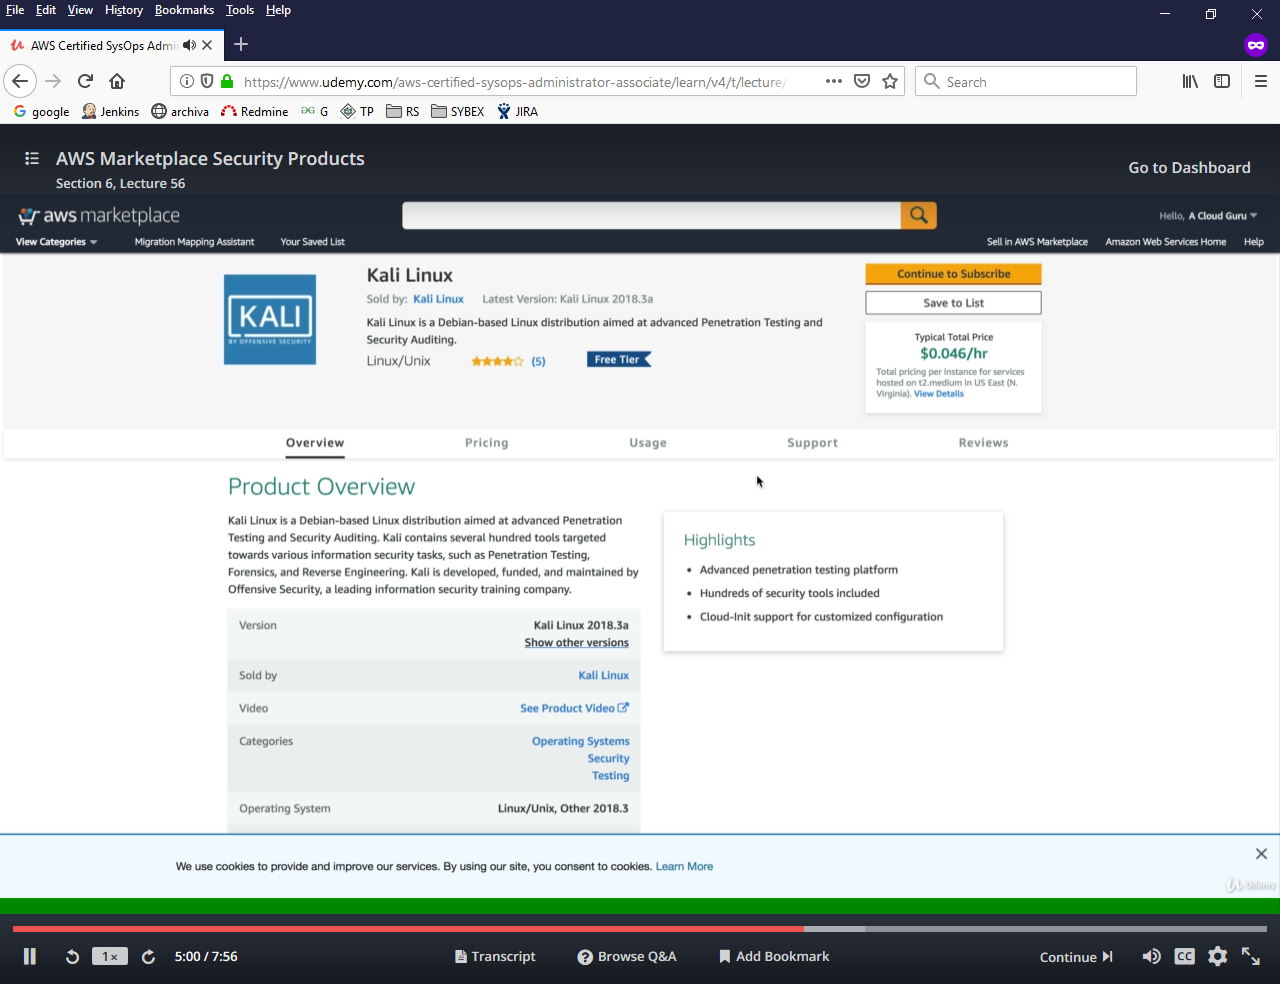 File Edit View History Bookmarks Tools Help
AWS Certified SysOps Admi
https://www.udemy.com/aws-certified-sysops-administrator-associate/learn/v4/t/lecture/
Search
google Jenkins archiva Redmine G TP RS SYBEX JIRA
AWS Marketplace Security Products
Section 6, Lecture 56
Go to Dashboard
aws marketplace
Hello, A Cloud Guru
View Categories Migration Mapping Assistant Your Saved List Sell in AWS Marketplace Amazon Web Services Home Help
KALI
BY OFFENSIVE SECURITY
Kali Linux
Sold by: Kali Linux Latest Version: Kali Linux 2018.3a
Kali Linux is a Debian-based Linux distribution aimed at advanced Penetration Testing and
Security Auditing.
Linux/Unix (5) Free Tier
Continue to Subscribe
Save to List
Typical Total Price
$0.046/hr
Total pricing per instance for services
hosted on t2.medium in US East (N.
Virginia). View Details
Overview Pricing Usage Support Reviews
Product Overview
Kali Linux is a Debian-based Linux distribution aimed at advanced Penetration
Testing and Security Auditing. Kali contains several hundred tools targeted
towards various information security tasks, such as Penetration Testing,
Forensics, and Reverse Engineering. Kali is developed, funded, and maintained by
Offensive Security, a leading information security training company.
Highlights
• Advanced penetration testing platform
• Hundreds of security tools included
• Cloud-Init support for customized configuration
Version Kali Linux 2018.3a
Show other versions
Sold by Kali Linux
Video See Product Video
Categories Operating Systems
Security
Testing
Operating System Linux/Unix, Other 2018.3
We use cookies to provide and improve our services. By using our site, you consent to cookies. Learn More
Udemy
1x 5:00 / 7:56 Transcript Browse Q&A Add Bookmark Continue CC